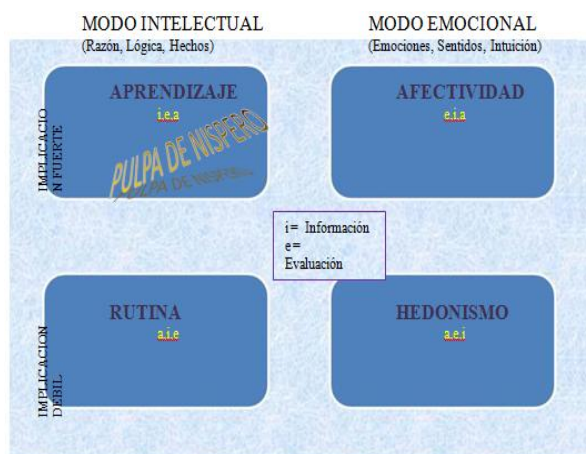 MODO INTELECTUAL
(Razón, Lógica, Hechos)
MODO EMOCIONAL
(Emociones, Sentidos, Intuición)
IMPLICACIO
N FUERTE
APRENDIZAJE
i.e.a
PULPA DE NISPERO
AFECTIVIDAD
e.i.a
i= Información
e=
Evaluación
IMPLICACION
DEBIL
RUTINA
a.i.e
HEDONISMO
a.e.i